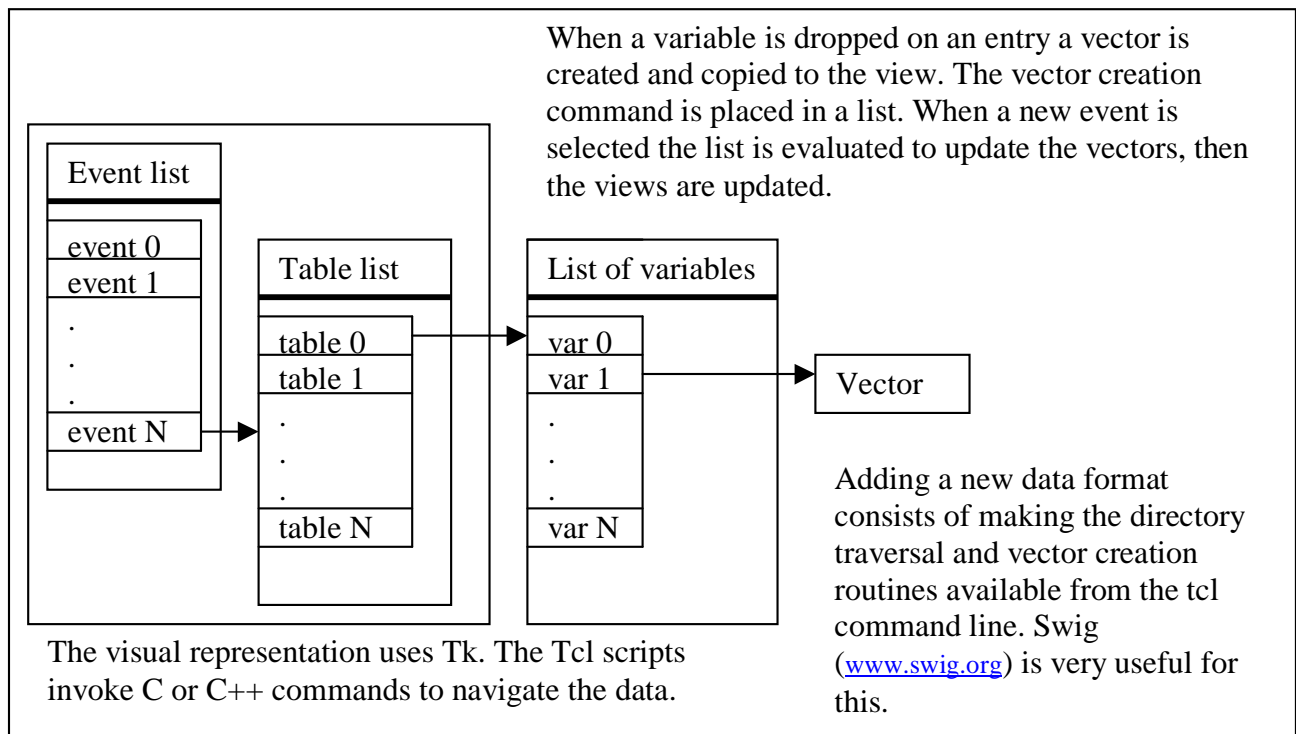 When a variable is dropped on an entry a vector is
created and copied to the view. The vector creation
command is placed in a list. When a new event is
selected the list is evaluated to update the vectors, then
the views are updated.
Event list
event 0
event 1
.
.
.
event N
Table list
table 0
table 1
.
.
.
table N
List of variables
var 0
var 1
.
.
.
var N
Vector
Adding a new data format
consists of making the directory
traversal and vector creation
routines available from the tcl
command line. Swig
(www.swig.org) is very useful for
this.
The visual representation uses Tk. The Tcl scripts
invoke C or C++ commands to navigate the data.